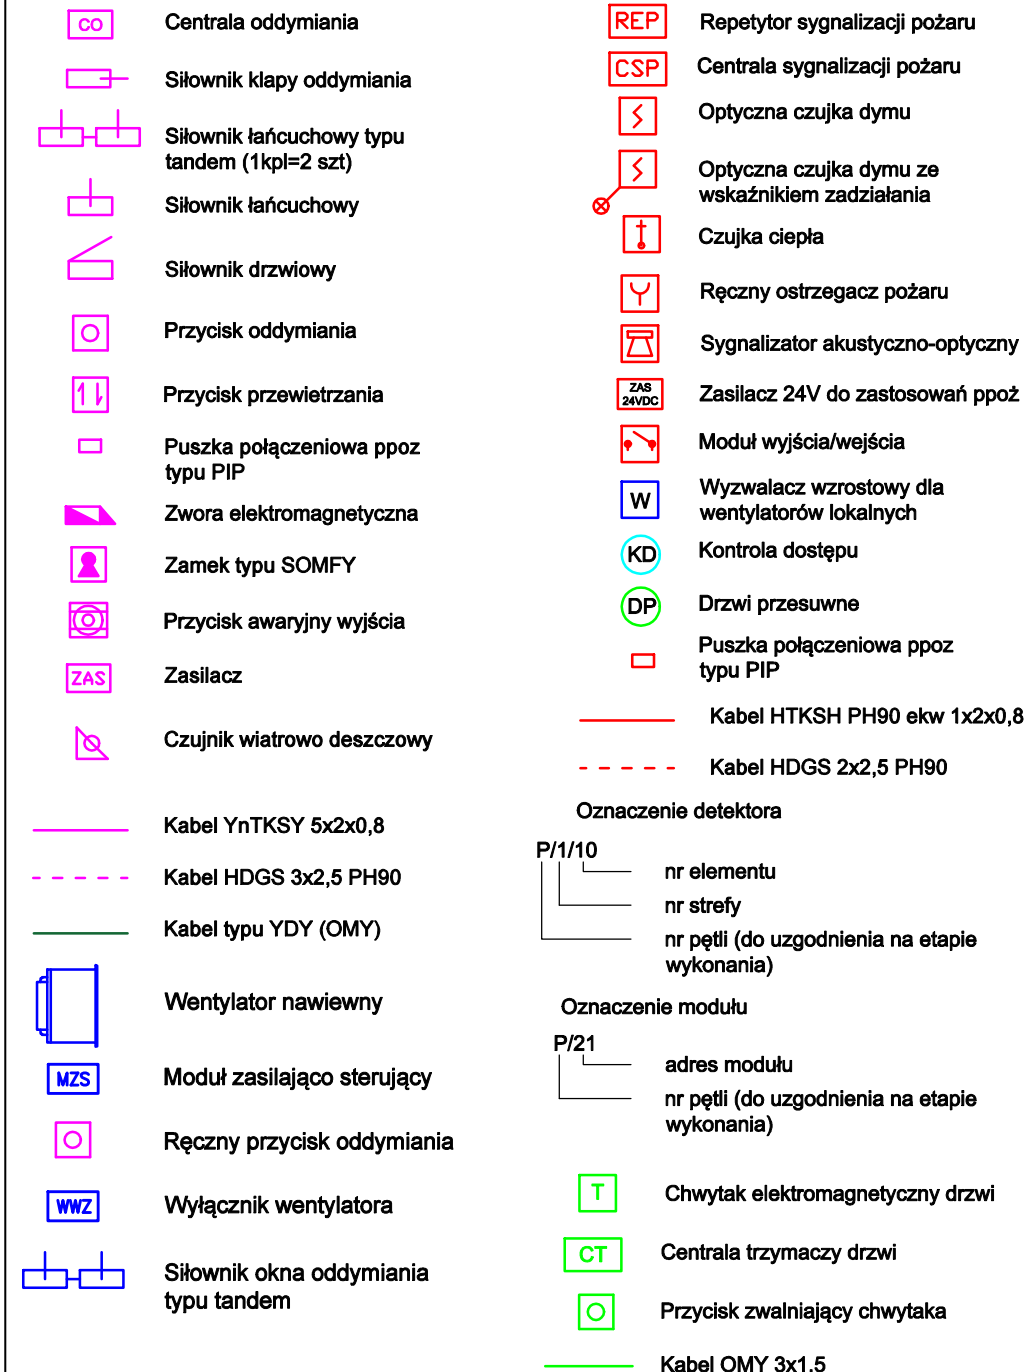 CO Centrala oddymiania
Siłownik klapy oddymiania
Siłownik łańcuchowy typu
tandem (1kpl=2 szt)
Siłownik łańcuchowy
Siłownik drzwiowy
Przycisk oddymiania
Przycisk przewietrzania
Puszka połączeniowa ppoz
typu PIP
Zwora elektromagnetyczna
Zamek typu SOMFY
Przycisk awaryjny wyjścia
ZAS Zasilacz
Czujnik wiatrowo deszczowy
Kabel YnTKSY 5x2x0,8
Kabel HDGS 3x2,5 PH90
Kabel typu YDY (OMY)
Wentylator nawiewny
MZS Moduł zasilająco sterujący
Ręczny przycisk oddymiania
WWZ Wyłącznik wentylatora
Siłownik okna oddymiania
typu tandem
REP Repetytor sygnalizacji pożaru
CSP Centrala sygnalizacji pożaru
Optyczna czujka dymu
Optyczna czujka dymu ze
wskaźnikiem zadziałania
Czujka ciepła
Ręczny ostrzegacz pożaru
Sygnalizator akustyczno-optyczny
ZAS
24VDC
Zasilacz 24V do zastosowań ppoż
Moduł wyjścia/wejścia
W Wyzwalacz wzrostowy dla
wentylatorów lokalnych
KD Kontrola dostępu
DP Drzwi przesuwne
Puszka połączeniowa ppoz
typu PIP
Kabel HTKSH PH90 ekw 1x2x0,8
Kabel HDGS 2x2,5 PH90
Oznaczenie detektora
P/1/10
nr elementu
nr strefy
nr pętli (do uzgodnienia na etapie
wykonania)
Oznaczenie modułu
P/21
adres modułu
nr pętli (do uzgodnienia na etapie
wykonania)
T Chwytak elektromagnetyczny drzwi
CT Centrala trzymaczy drzwi
Przycisk zwalniający chwytaka
Kabel OMY 3x1,5